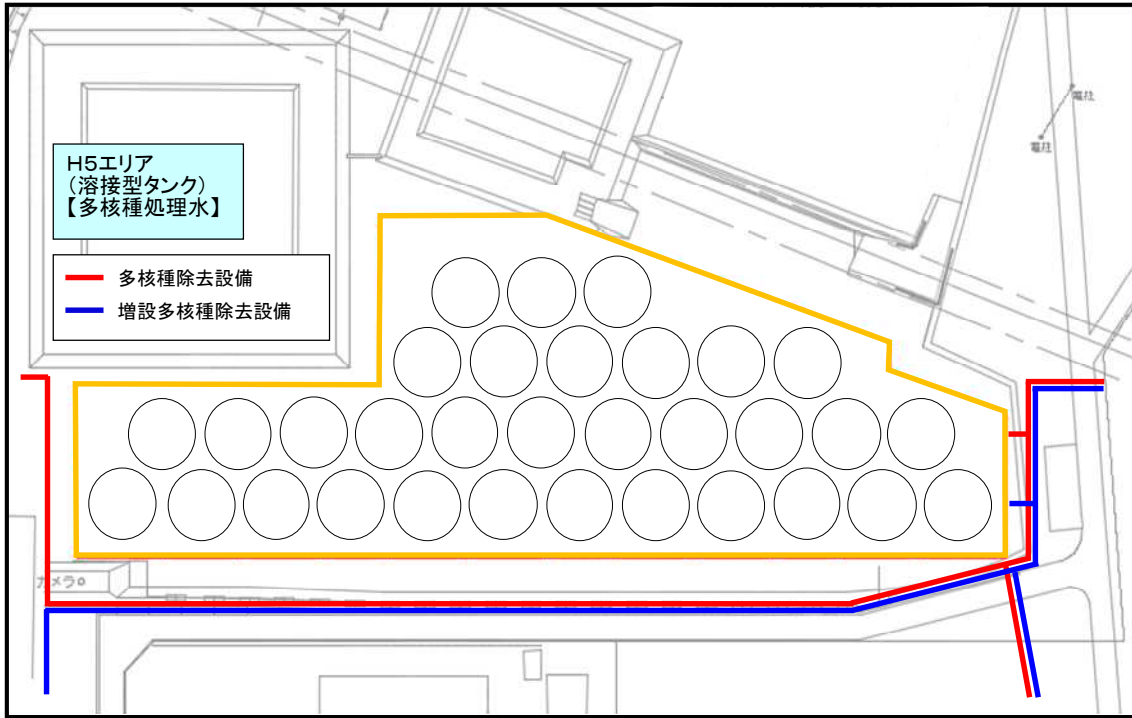 H5エリア
(溶接型タンク)
【多核種処理水】
多核種除去設備
増設多核種除去設備
電柱
電柱
カメラ